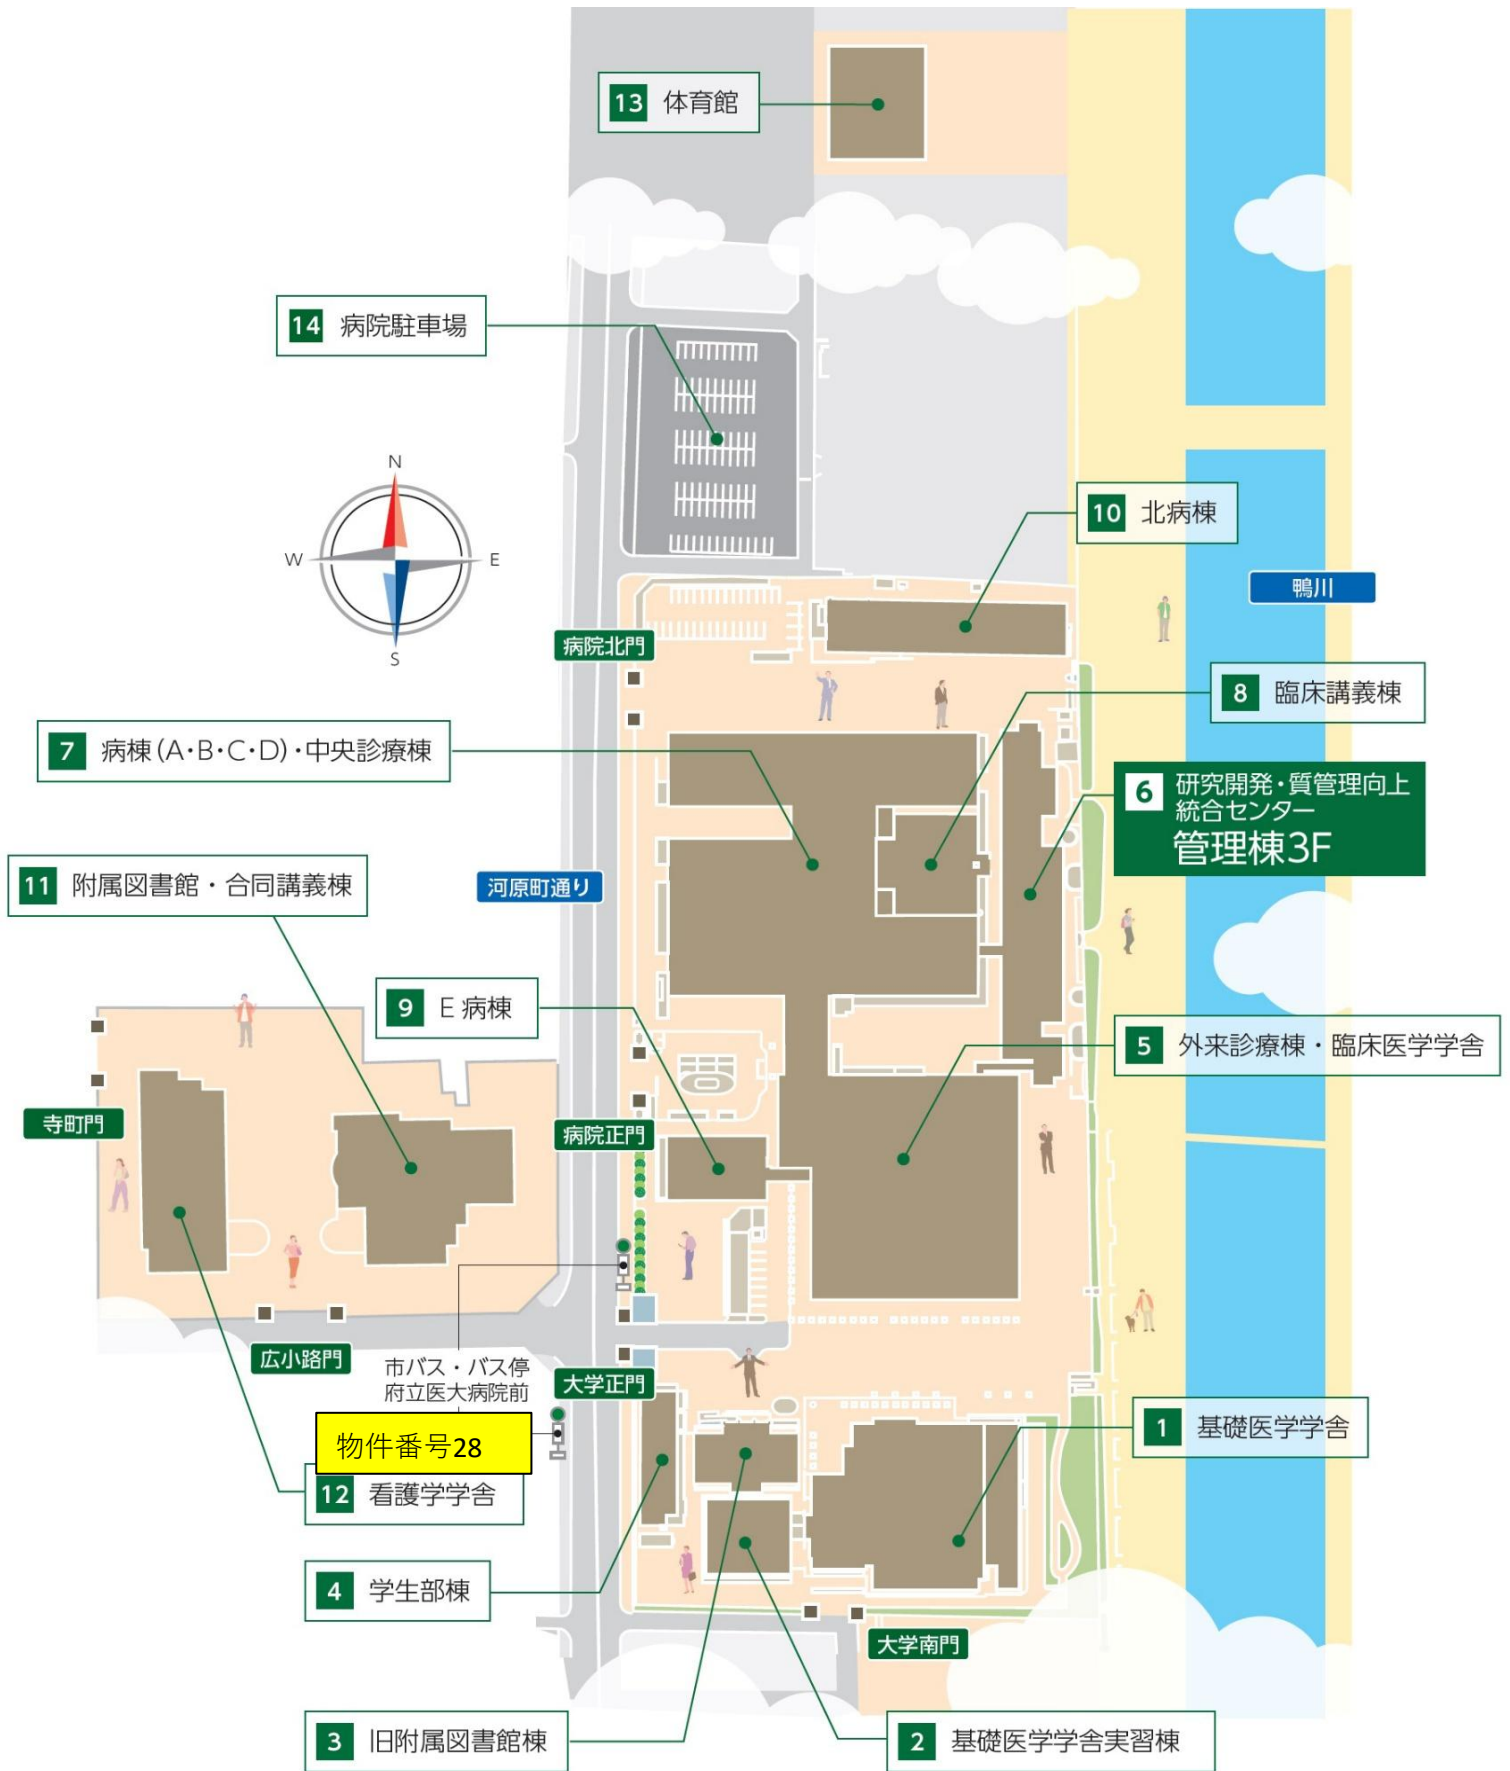 13 体育館
14 病院駐車場
N
W
E
S
10 北病棟
鴨川
病院北門
8 臨床講義棟
7 病棟(A・B・C・D)・中央診療棟
6 研究開発・質管理向上
統合センター
管理棟3F
11 附属図書館・合同講義棟
河原町通り
9 E 病棟
5 外来診療棟・臨床医学学舎
寺町門
病院正門
広小路門
市バス・バス停
府立医大病院前
大学正門
物件番号28
1 基礎医学学舎
12 看護学学舎
4 学生部棟
大学南門
3 旧附属図書館棟
2 基礎医学学舎実習棟